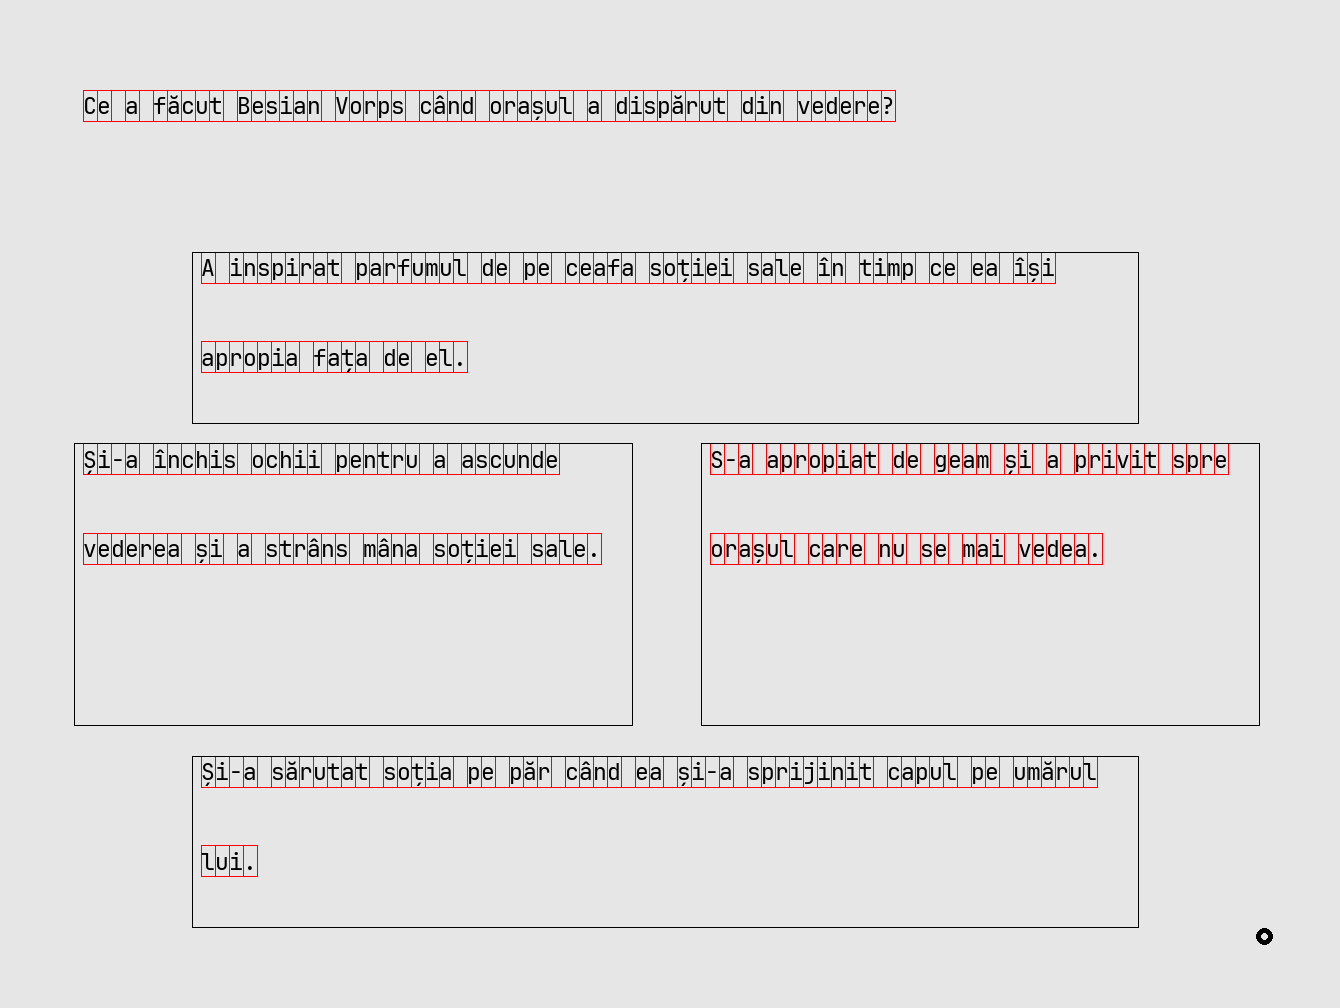 Ce a făcut Besian Vorps când orașul a dispărut din vedere?
A inspirat parfumul de pe ceafa soției sale în timp ce ea își
apropia fața de el.
Și-a închis ochii pentru a ascunde
vederea și a strâns mâna soției sale.
S-a apropiat de geam și a privit spre
orașul care nu se mai vedea.
Și-a sărutat soția pe păr când ea și-a sprijinit capul pe umărul
lui.